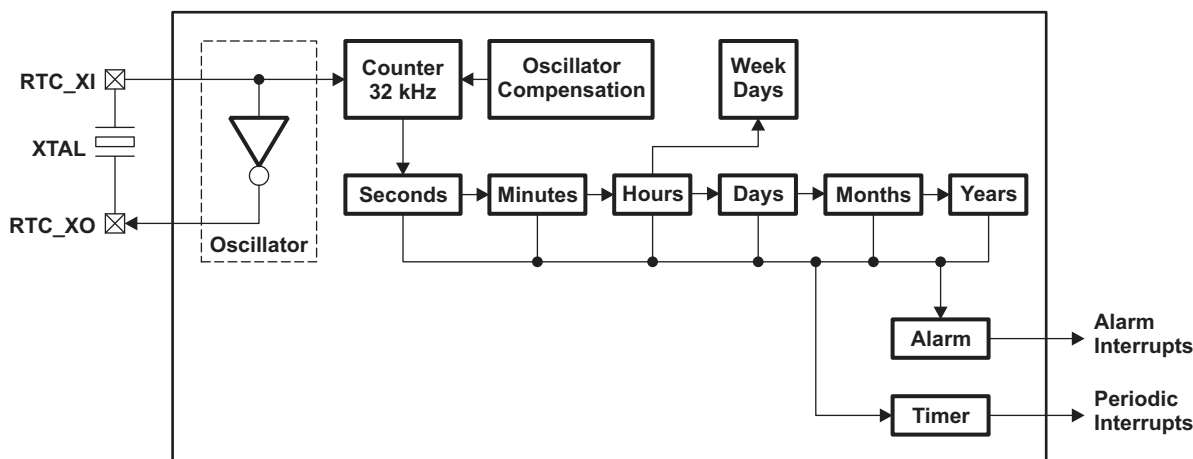 RTC_XI
XTAL
RTC_XO
Oscillator
Counter
32 kHz
Oscillator
Compensation
Week
Days
Seconds
Minutes
Hours
Days
Months
Years
Alarm
Alarm
Interrupts
Timer
Periodic
Interrupts